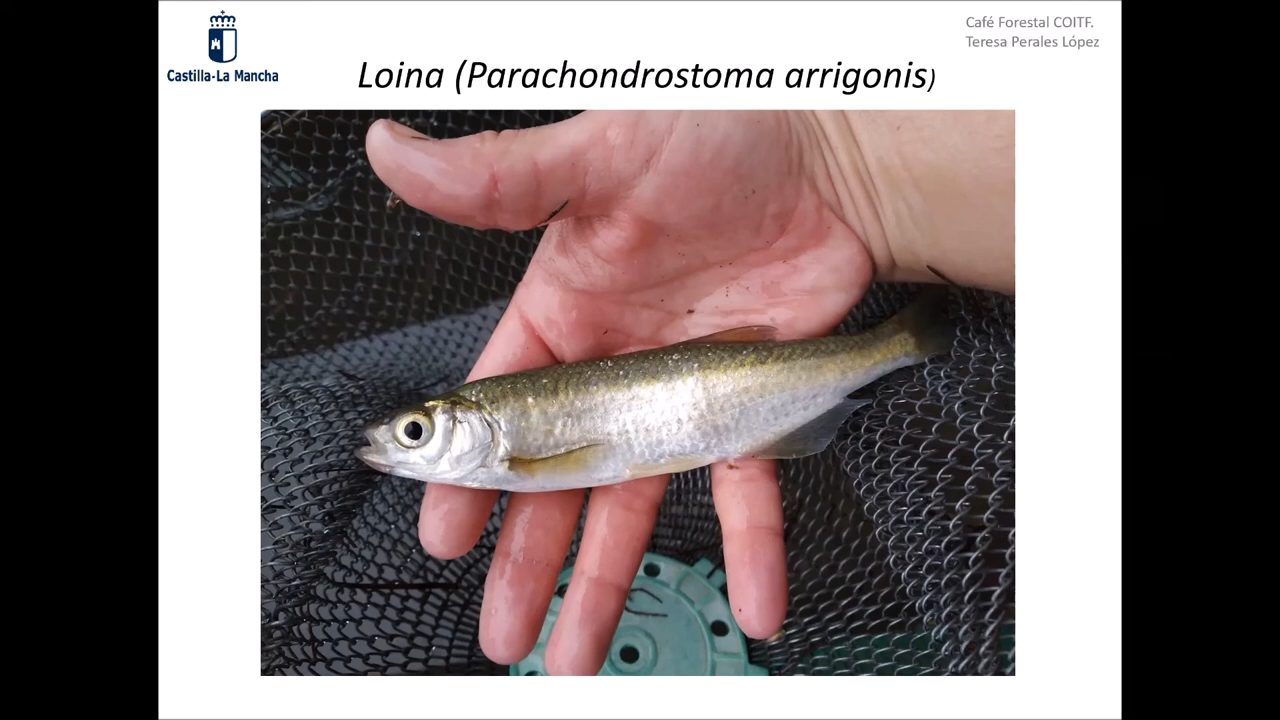 Castilla-La Mancha
Café Forestal COITF.
Teresa Perales López
Loina (Parachondrostoma arrigonis)